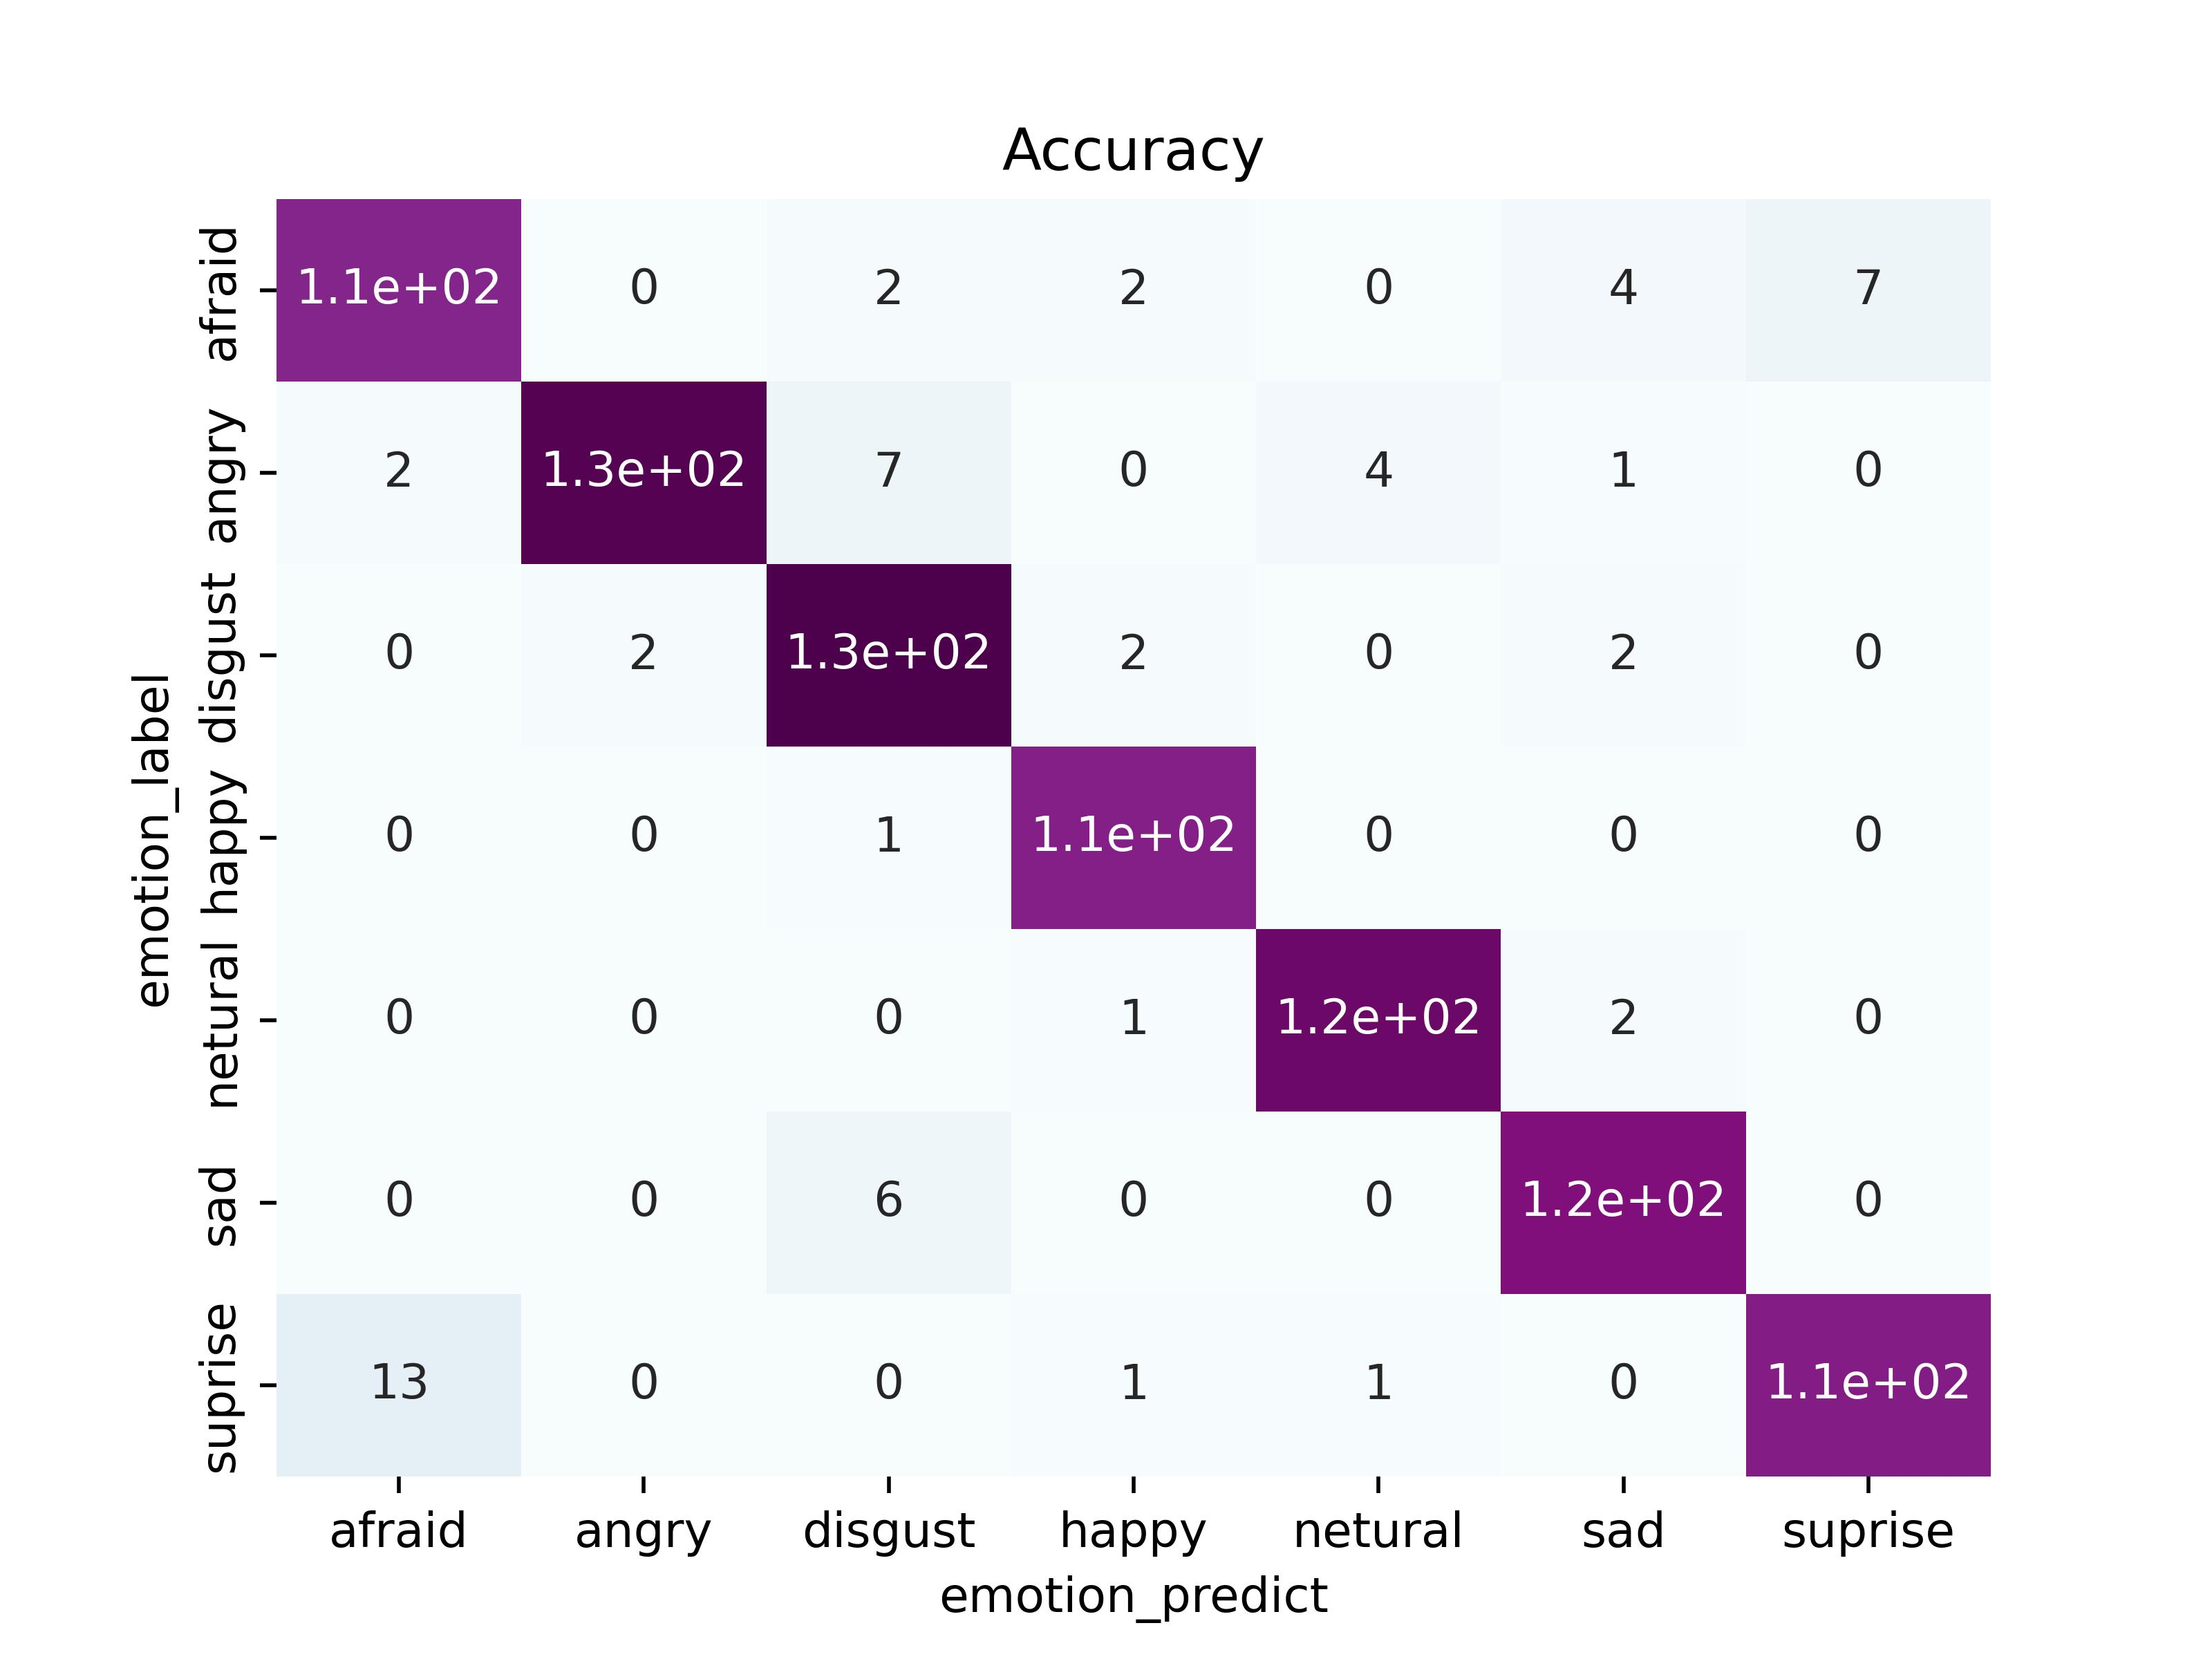 Accuracy
afraid 1.1e+02 0 2 2 0 4 7
angry 2 1.3e+02 7 0 4 1 0
disgust 0 2 1.3e+02 2 0 2 0
happy 0 0 1 1.1e+02 0 0 0
netural 0 0 0 1 1.2e+02 2 0
sad 0 0 6 0 0 1.2e+02 0
suprise 13 0 0 1 1 0 1.1e+02
emotion_label
afraid angry disgust happy netural sad suprise
emotion_predict